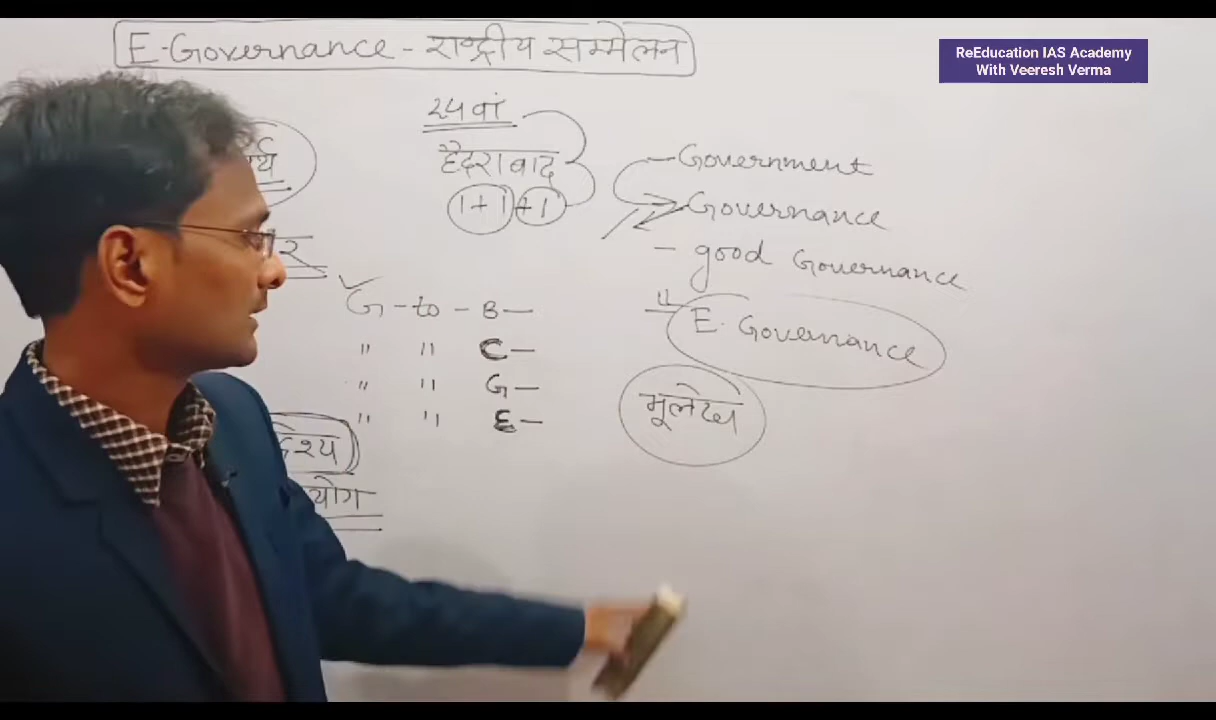 E-Governance - राष्ट्रीय सम्मेलन
ReEducation IAS Academy
With Veeresh Verma
२४वां
हैदराबाद
1+1+1
Government
Governance
- good Governance
" E. Governance
G - to - B -
" " C -
" " G -
" " E -